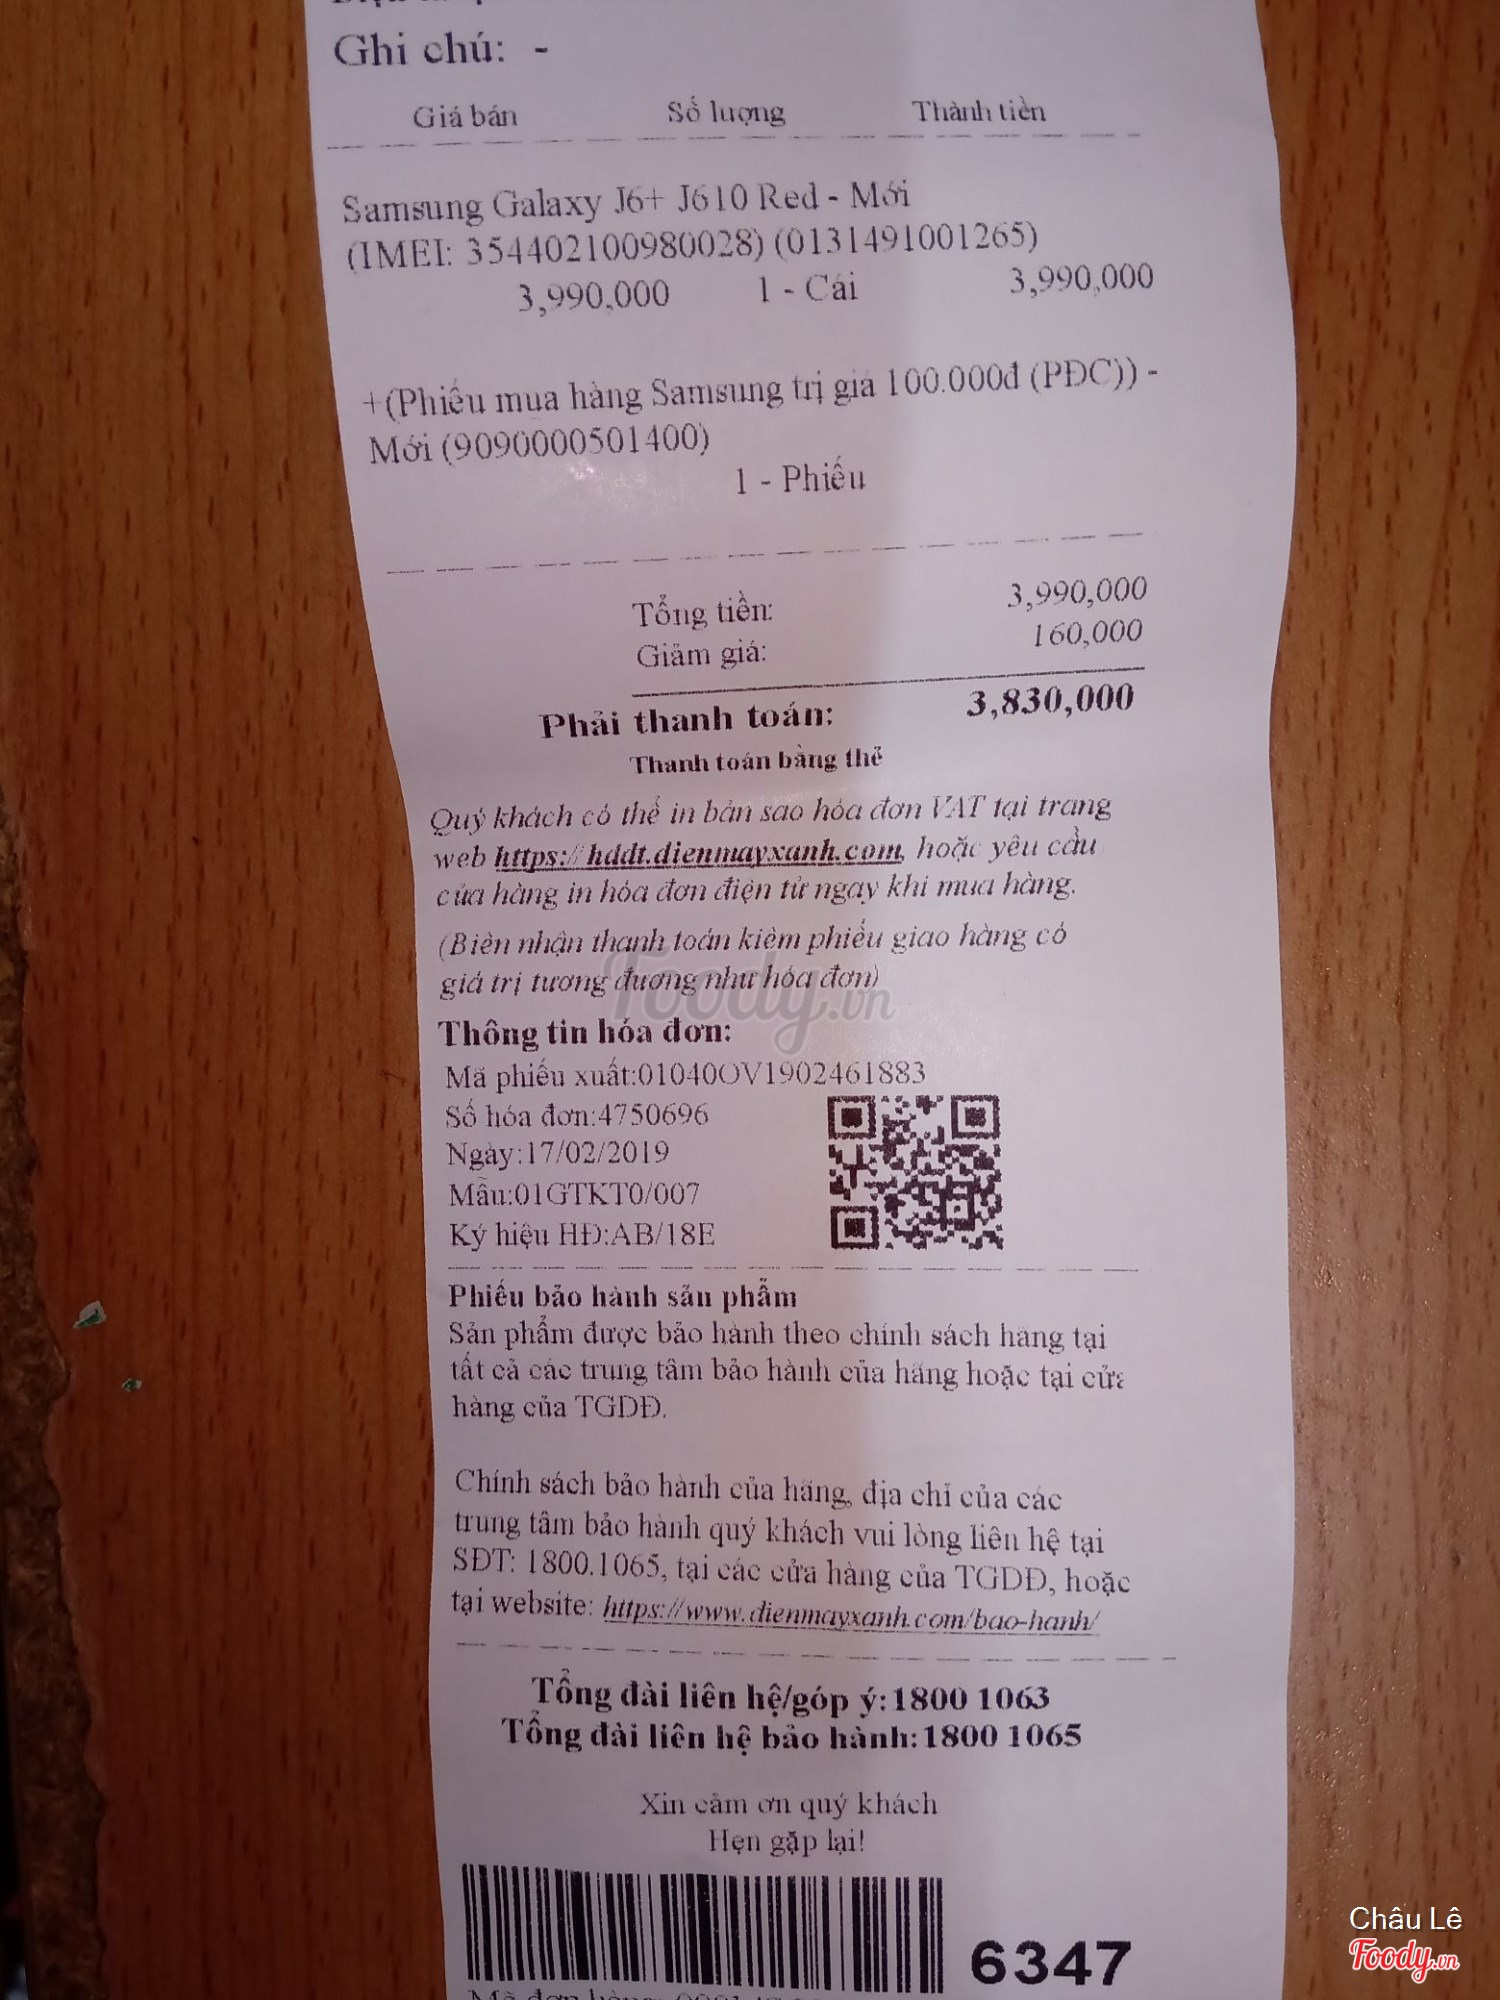 Ghi chú: -
Giá bán Số lượng Thành tiền
Samsung Galaxy J6+ J610 Red - Mới
(IMEI: 354402100980028) (0131491001265)
3,990,000 1 - Cái 3,990,000
+(Phiếu mua hàng Samsung trị giá 100.000đ (PĐC)) -
Mới (9090000501400)
1 - Phiếu
Tổng tiền: 3,990,000
Giảm giá: 160,000
Phải thanh toán: 3,830,000
Thanh toán bằng thẻ
Quý khách có thể in bản sao hóa đơn VAT tại trang
web https://hddt.dienmayxanh.com, hoặc yêu cầu
cửa hàng in hóa đơn điện tử ngay khi mua hàng.
(Biên nhận thanh toán kiêm phiếu giao hàng có
giá trị tương đương như hóa đơn)
Foody.vn
Thông tin hóa đơn:
Mã phiếu xuất:01040OV1902461883
Số hóa đơn:4750696
Ngày:17/02/2019
Mẫu:01GTKT0/007
Ký hiệu HĐ:AB/18E
Phiếu bảo hành sản phẩm
Sản phẩm được bảo hành theo chính sách hãng tại
tất cả các trung tâm bảo hành của hãng hoặc tại cửa
hàng của TGDĐ.
Chính sách bảo hành của hãng, địa chỉ của các
trung tâm bảo hành quý khách vui lòng liên hệ tại
SĐT: 1800.1065, tại các cửa hàng của TGDĐ, hoặc
tại website: https://www.dienmayxanh.com/bao-hanh/
Tổng đài liên hệ/góp ý:1800 1063
Tổng đài liên hệ bảo hành:1800 1065
Xin cảm ơn quý khách
Hẹn gặp lại!
6347
Châu Lê
Foody.vn